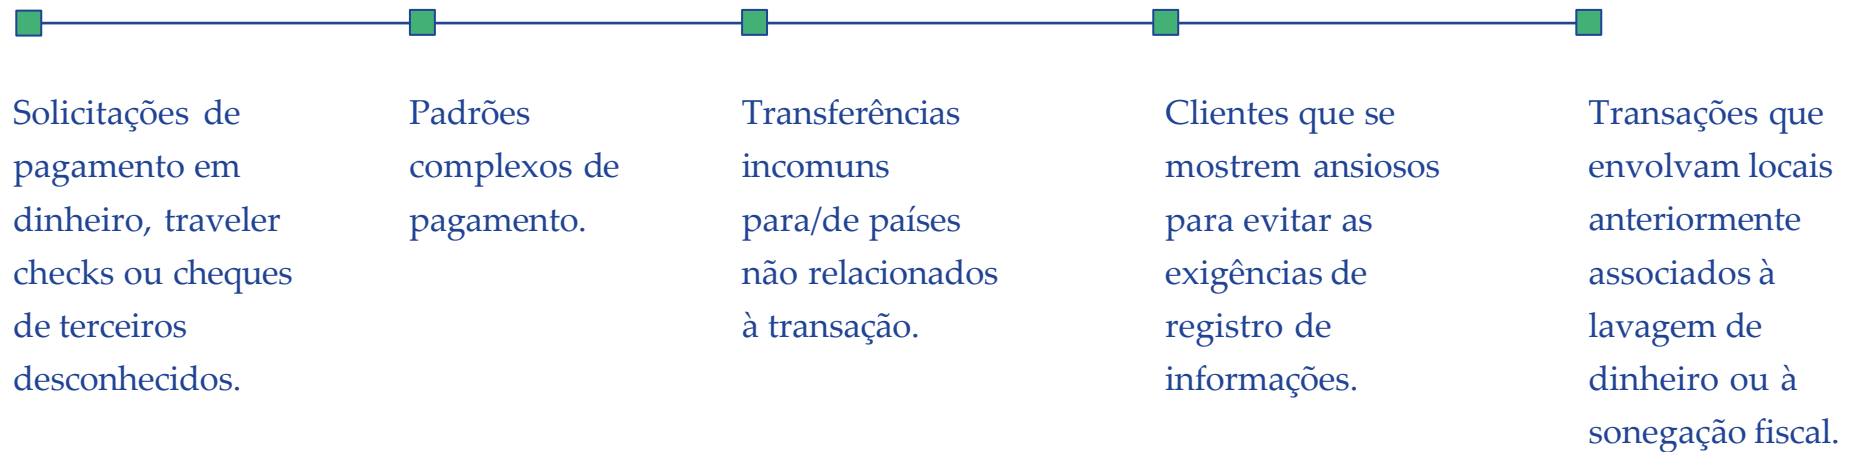 Solicitações de
pagamento em
dinheiro, traveler
checks ou cheques
de terceiros
desconhecidos.
Padrões
complexos de
pagamento.
Transferências
incomuns
para/de países
não relacionados
à transação.
Clientes que se
mostrem ansiosos
para evitar as
exigências de
registro de
informações.
Transações que
envolvam locais
anteriormente
associados à
lavagem de
dinheiro ou à
sonegação fiscal.